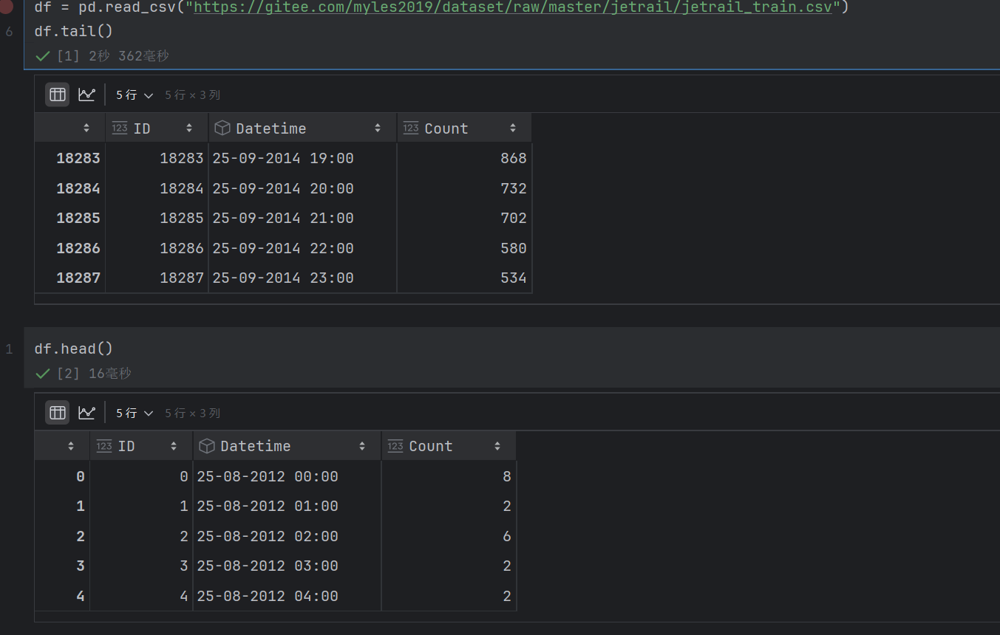 df = pd.read_csv("https://gitee.com/myles2019/dataset/raw/master/jetrail/jetrail_train.csv")
6 df.tail()
[1] 2秒 362毫秒
5 行 5 行 × 3 列
123 ID Datetime 123 Count
18283 18283 25-09-2014 19:00 868
18284 18284 25-09-2014 20:00 732
18285 18285 25-09-2014 21:00 702
18286 18286 25-09-2014 22:00 580
18287 18287 25-09-2014 23:00 534
1 df.head()
[2] 16毫秒
5 行 5 行 × 3 列
123 ID Datetime 123 Count
0 0 25-08-2012 00:00 8
1 1 25-08-2012 01:00 2
2 2 25-08-2012 02:00 6
3 3 25-08-2012 03:00 2
4 4 25-08-2012 04:00 2